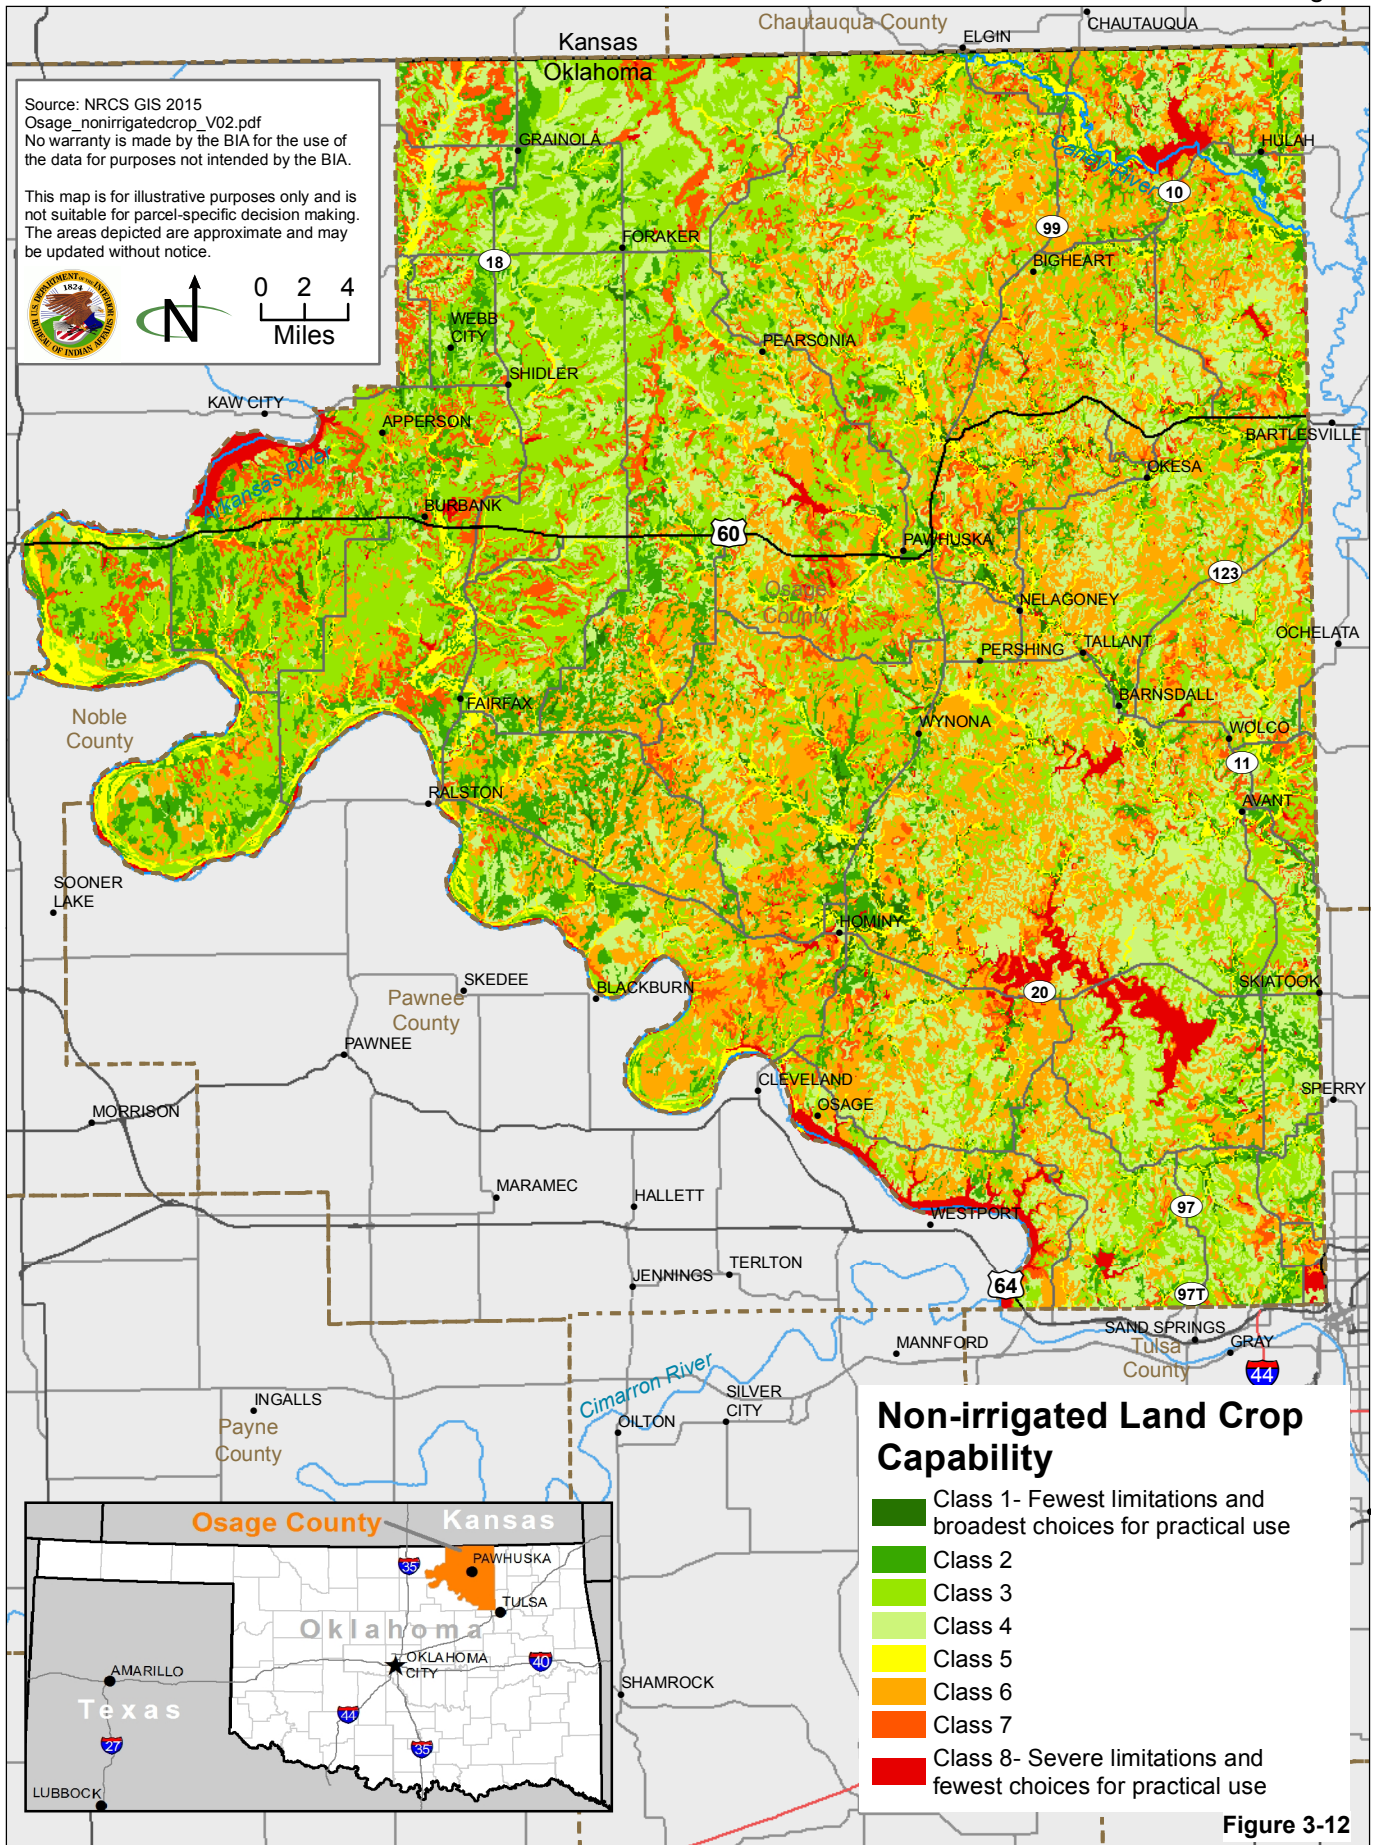 Chautauqua County
CHAUTAUQUA
ELGIN
Kansas
Oklahoma
Source: NRCS GIS 2015
Osage_nonirrigatedcrop_V02.pdf
No warranty is made by the BIA for the use of
the data for purposes not intended by the BIA.
This map is for illustrative purposes only and is
not suitable for parcel-specific decision making.
The areas depicted are approximate and may
be updated without notice.
U.S. DEPARTMENT OF THE INTERIOR
1824
BUREAU OF INDIAN AFFAIRS
N
0 2 4
Miles
GRAINOLA
HULAH
Caney River
10
99
FORAKER
18
BIGHEART
WEBB
CITY
PEARSONIA
SHIDLER
KAW CITY
APPERSON
BARTLESVILLE
OKESA
Arkansas River
BURBANK
60
PAWHUSKA
123
Osage
County
NELAGONEY
OCHELATA
TALLANT
PERSHING
BARNSDALL
FAIRFAX
Noble
County
WYNONA
WOLCO
11
RALSTON
AVANT
SOONER
LAKE
HOMINY
SKEDEE
BLACKBURN
20
SKIATOOK
Pawnee
County
PAWNEE
CLEVELAND
OSAGE
SPERRY
MORRISON
MARAMEC
HALLETT
97
WESTPORT
TERLTON
JENNINGS
64
97T
SAND SPRINGS
MANNFORD
GRAY
Tulsa
County
44
Cimarron River
SILVER
CITY
INGALLS
OILTON
Payne
County
SHAMROCK
Non-irrigated Land Crop
Capability
Class 1- Fewest limitations and
broadest choices for practical use
Class 2
Class 3
Class 4
Class 5
Class 6
Class 7
Class 8- Severe limitations and
fewest choices for practical use
Osage County
Kansas
35
PAWHUSKA
TULSA
Oklahoma
OKLAHOMA
CITY
40
AMARILLO
Texas
44
35
27
LUBBOCK
Figure 3-12